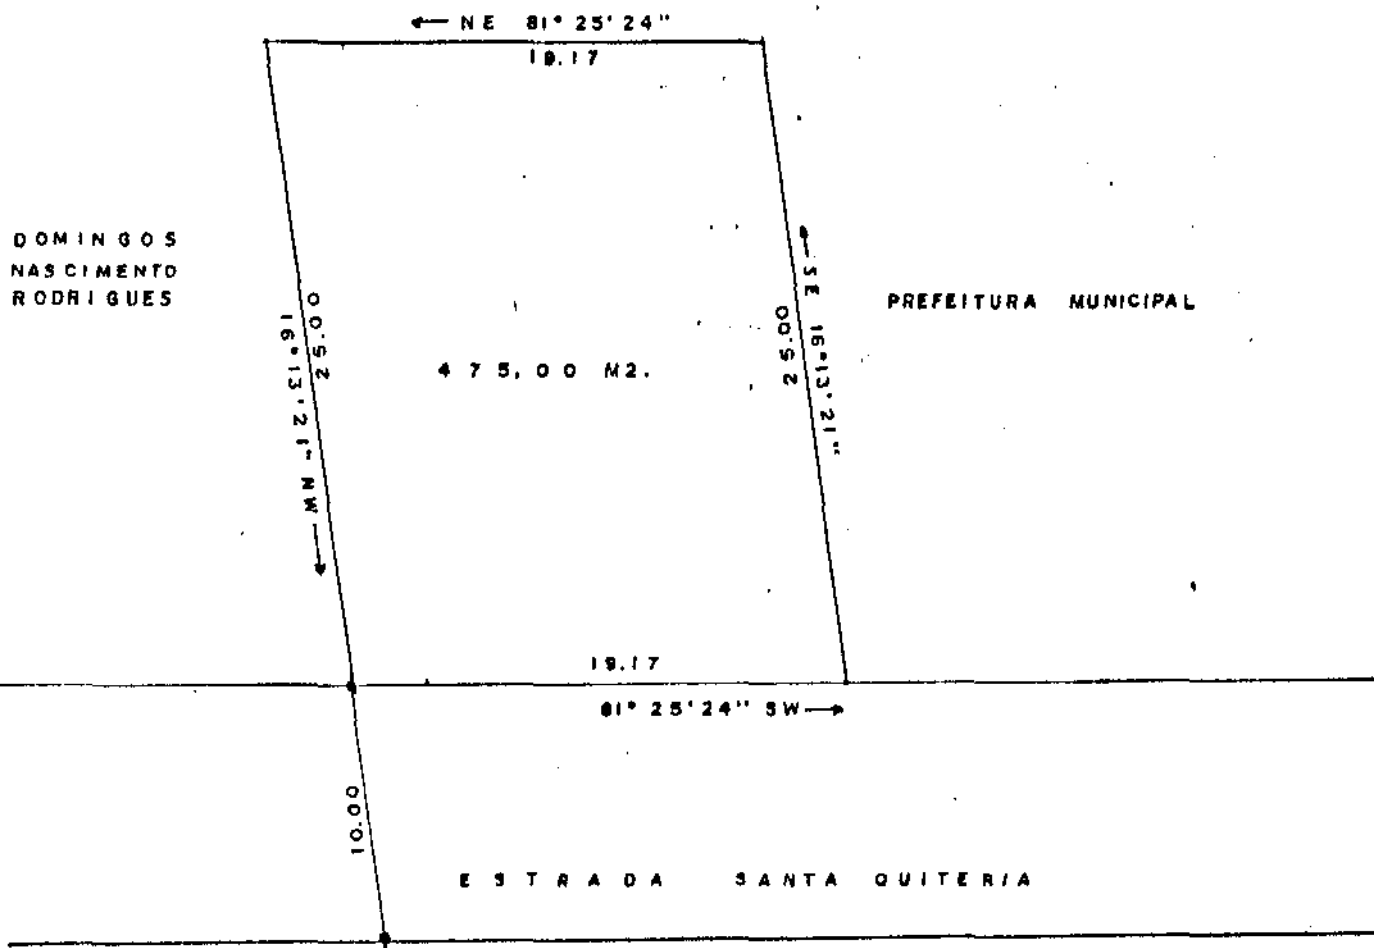 NE 81° 25' 24"
19.17
DOMINGOS
NASCIMENTO
RODRIGUES
25.00
16° 13' 21" NW
475,00 M2.
25.00
SE 16° 13' 21"
PREFEITURA MUNICIPAL
19.17
81° 25' 24" SW
10.00
ESTRADA SANTA QUITERIA